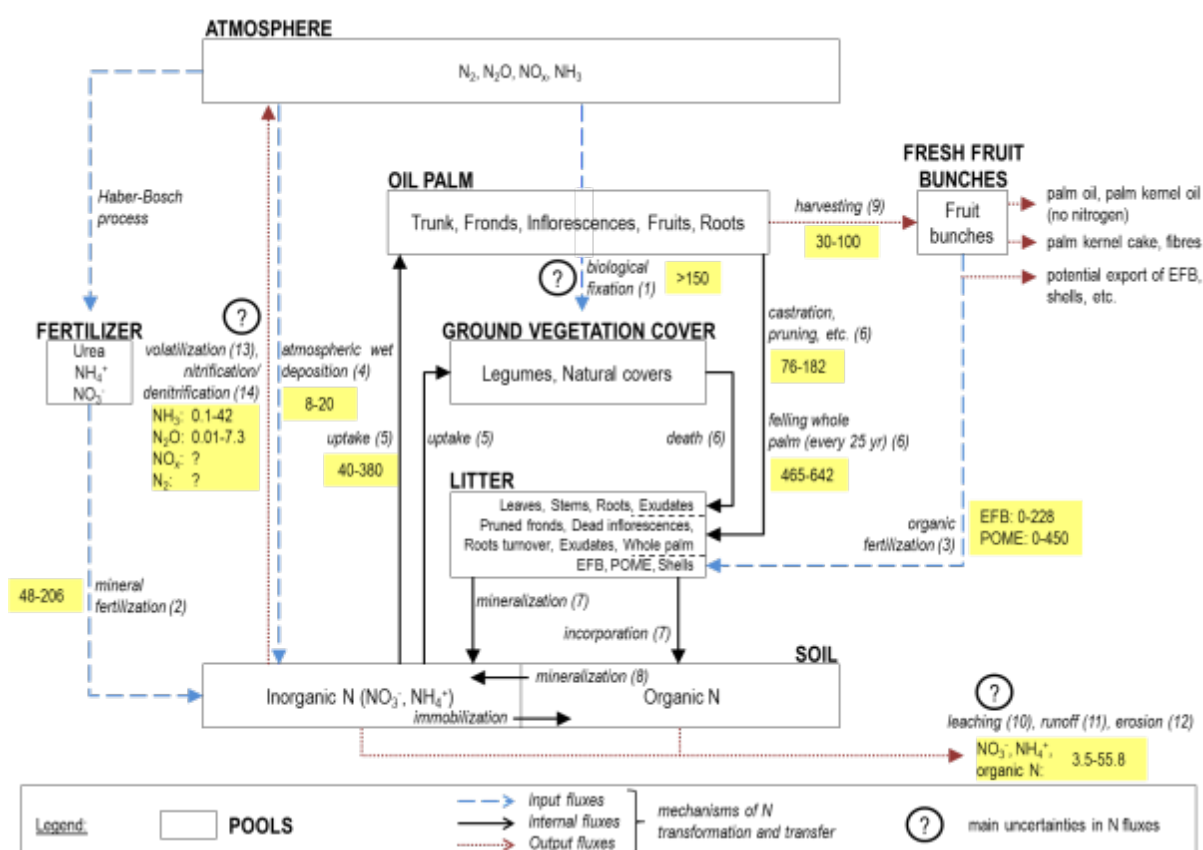 ATMOSPHERE
N₂, N₂O, NOₓ, NH₃
Haber-Bosch
process
OIL PALM
Trunk, Fronds, Inflorescences, Fruits, Roots
harvesting (9)
30-100
FRESH FRUIT
BUNCHES
Fruit
bunches
palm oil, palm kernel oil
(no nitrogen)
palm kernel cake, fibres
potential export of EFB,
shells, etc.
?
biological
fixation (1)
>150
castration,
pruning, etc. (6)
76-182
felling whole
palm (every 25 yr) (6)
465-642
FERTILIZER
Urea
NH₄⁺
NO₃⁻
?
volatilization (13),
nitrification/
denitrification (14)
NH₃: 0.1-42
N₂O: 0.01-7.3
NOₓ: ?
N₂: ?
atmospheric wet
deposition (4)
8-20
uptake (5)
40-380
uptake (5)
GROUND VEGETATION COVER
Legumes, Natural covers
death (6)
LITTER
Leaves, Stems, Roots, Exudates
Pruned fronds, Dead inflorescences,
Roots turnover, Exudates, Whole palm
EFB, POME, Shells
organic
fertilization (3)
EFB: 0-228
POME: 0-450
48-206
mineral
fertilization (2)
mineralization (7)
incorporation (7)
SOIL
Inorganic N (NO₃⁻, NH₄⁺)
mineralization (8)
Organic N
immobilization
?
leaching (10), runoff (11), erosion (12)
NO₃⁻, NH₄⁺,
organic N:
3.5-55.8
Legend:
POOLS
Input fluxes
Internal fluxes
Output fluxes
mechanisms of N
transformation and transfer
?
main uncertainties in N fluxes